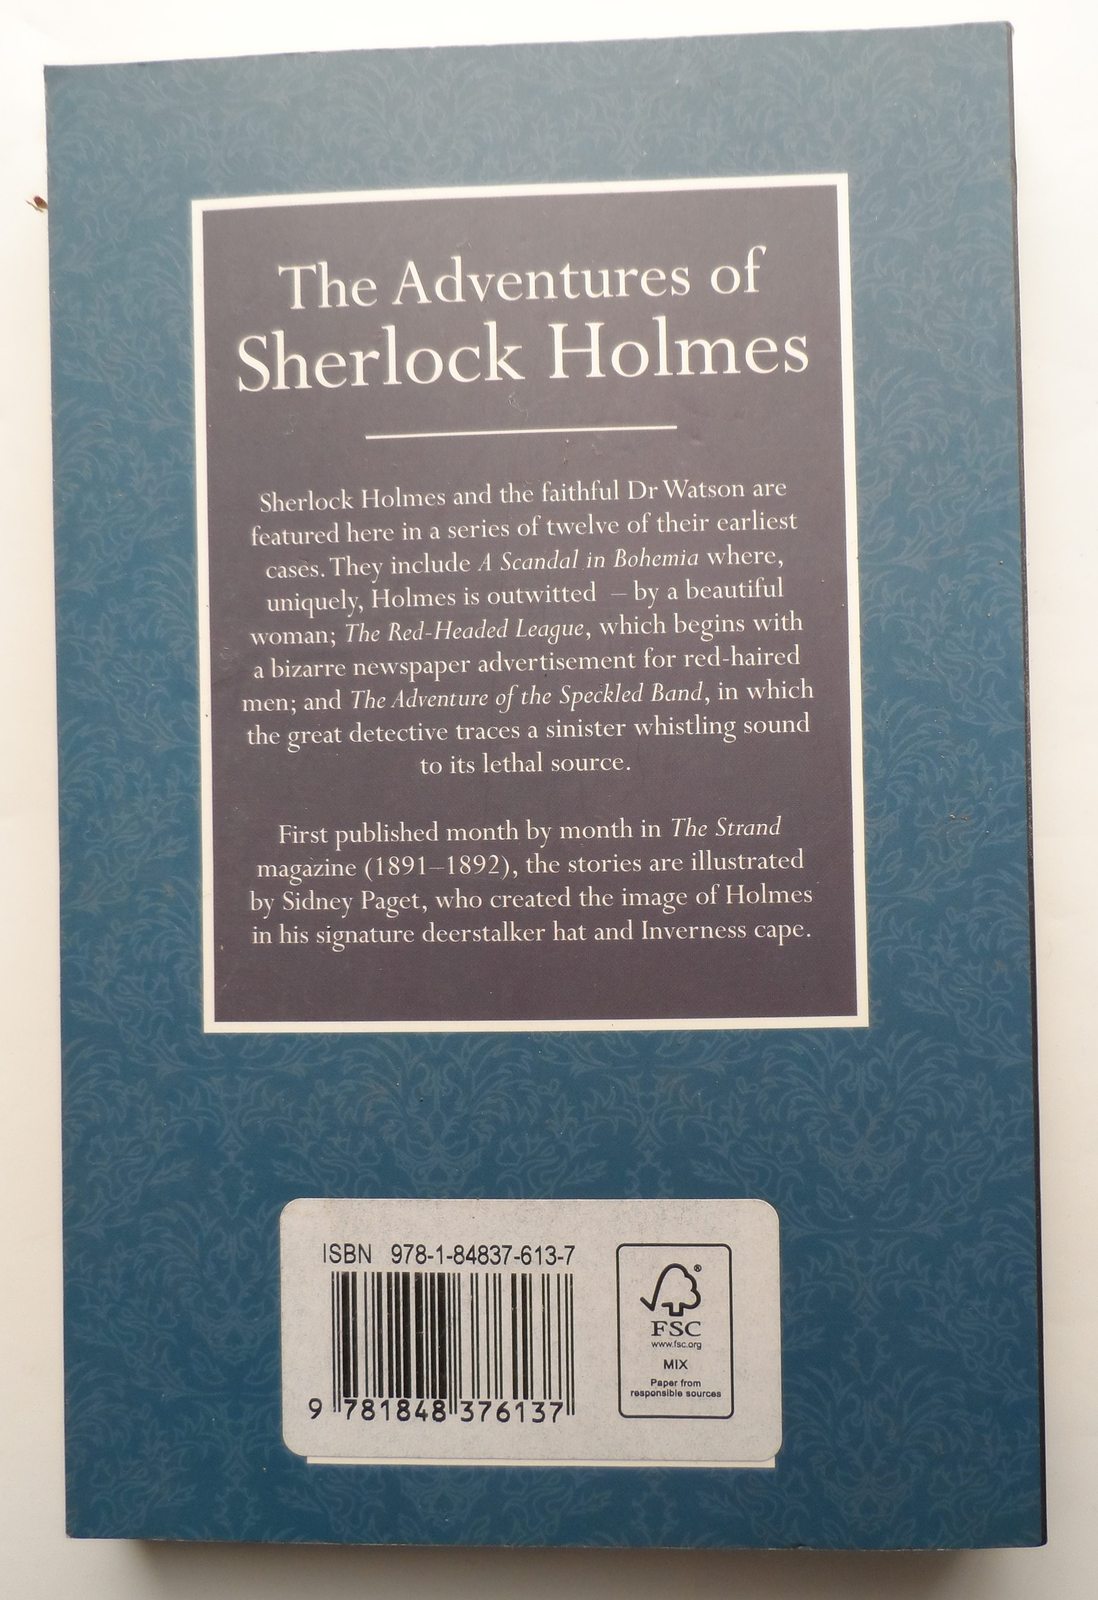 The Adventures of
Sherlock Holmes
Sherlock Holmes and the faithful Dr Watson are
featured here in a series of twelve of their earliest
cases. They include A Scandal in Bohemia where,
uniquely, Holmes is outwitted – by a beautiful
woman; The Red-Headed League, which begins with
a bizarre newspaper advertisement for red-haired
men; and The Adventure of the Speckled Band, in which
the great detective traces a sinister whistling sound
to its lethal source.
First published month by month in The Strand
magazine (1891–1892), the stories are illustrated
by Sidney Paget, who created the image of Holmes
in his signature deerstalker hat and Inverness cape.
ISBN 978-1-84837-613-7
9 781848 376137
®
FSC
www.fsc.org
MIX
Paper from
responsible sources